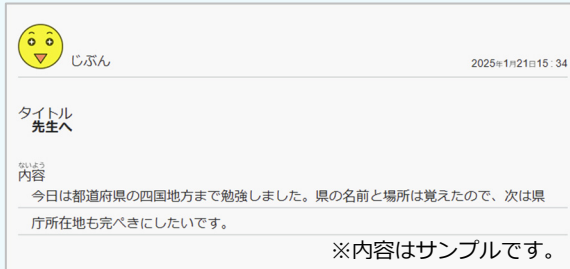 じぶん
2025年1月21日15：34
タイトル
先生へ
ないよう
内容
今日は都道府県の四国地方まで勉強しました。県の名前と場所は覚えたので、次は県
庁所在地も完ぺきにしたいです。
※内容はサンプルです。